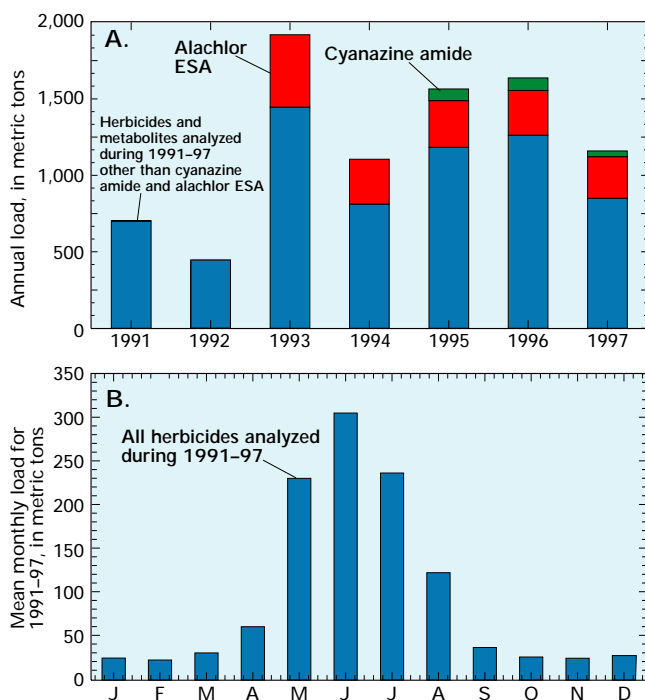 A.
Alachlor
ESA
Cyanazine amide
Herbicides and
metabolites analyzed
during 1991–97
other than cyanazine
amide and alachlor ESA
Annual load, in metric tons
2,000
1,500
1,000
500
0
1991 1992 1993 1994 1995 1996 1997
B.
All herbicides analyzed
during 1991–97
Mean monthly load for
1991–97, in metric tons
350
300
250
200
150
100
50
0
J F M A M J J A S O N D